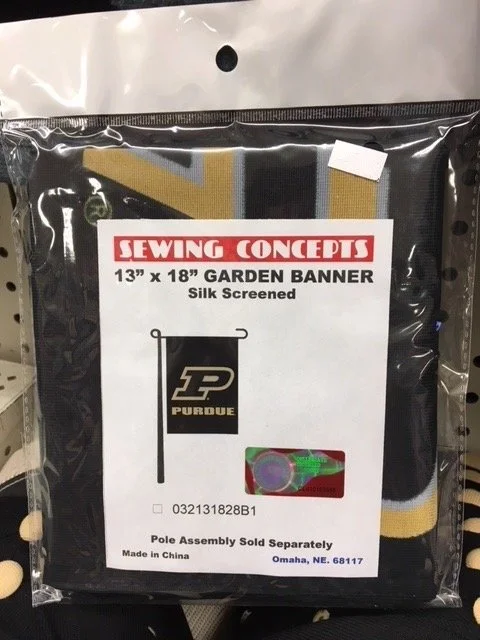 SEWING CONCEPTS
13" x 18" GARDEN BANNER
Silk Screened
P
PURDUE
032131828B1
Pole Assembly Sold Separately
Made in China
Omaha, NE. 68117